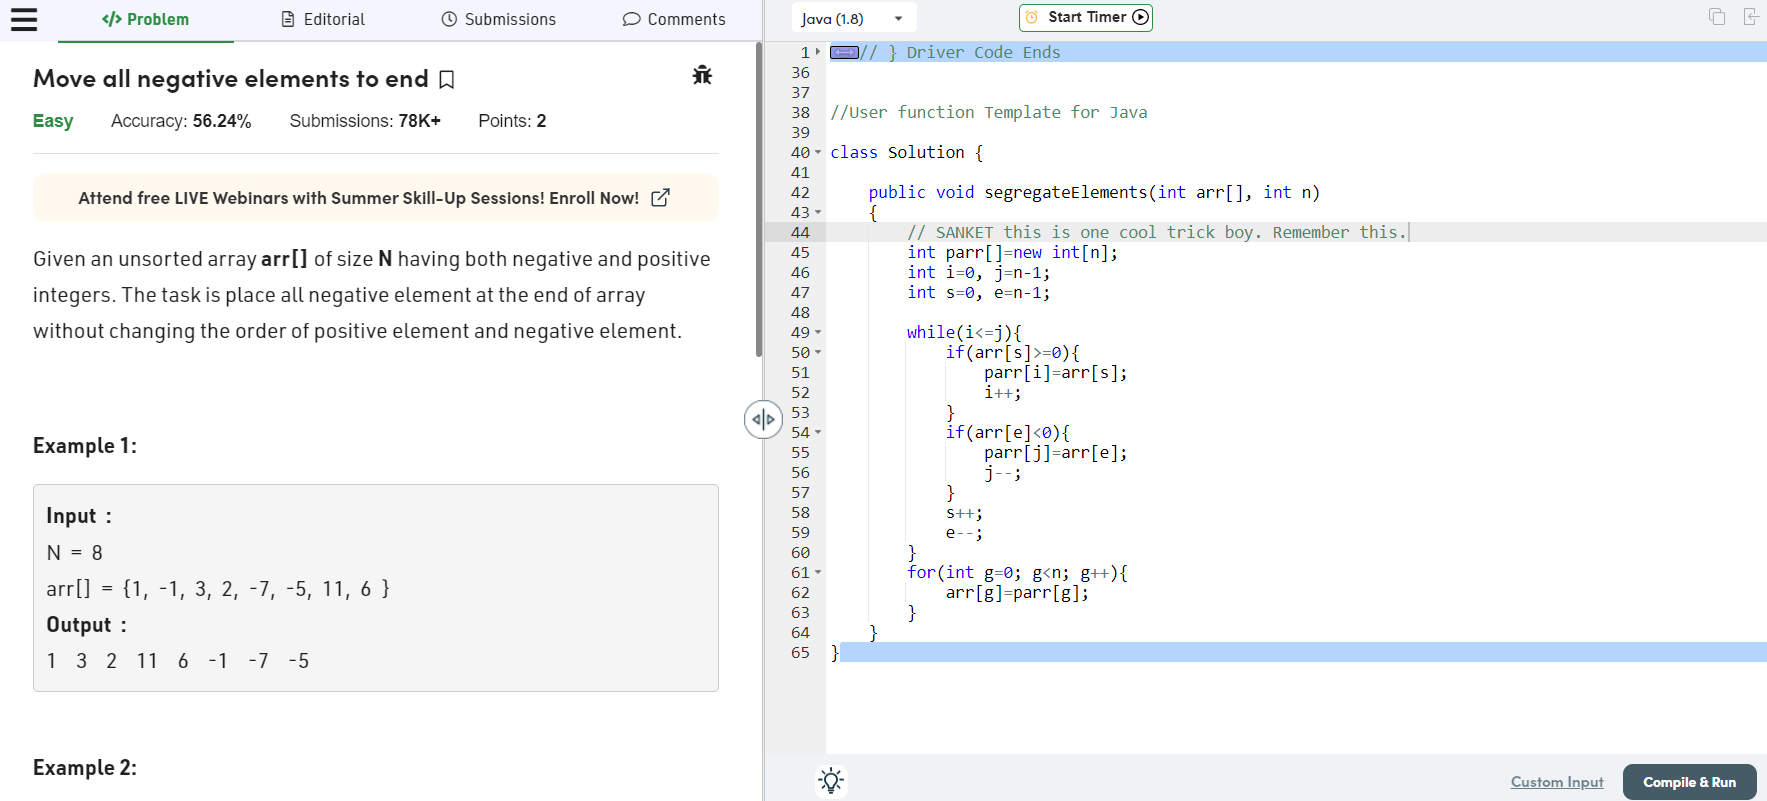 </> Problem
Editorial
Submissions
Comments
Move all negative elements to end
Easy Accuracy: 56.24% Submissions: 78K+ Points: 2
Attend free LIVE Webinars with Summer Skill-Up Sessions! Enroll Now!
Given an unsorted array arr[] of size N having both negative and positive
integers. The task is place all negative element at the end of array
without changing the order of positive element and negative element.
Example 1:
Input :
N = 8
arr[] = {1, -1, 3, 2, -7, -5, 11, 6 }
Output :
1 3 2 11 6 -1 -7 -5
Example 2:
Java (1.8)
Start Timer
1 // } Driver Code Ends
36
37
38 //User function Template for Java
39
40 class Solution {
41
42 public void segregateElements(int arr[], int n)
43 {
44 // SANKET this is one cool trick boy. Remember this.
45 int parr[]=new int[n];
46 int i=0, j=n-1;
47 int s=0, e=n-1;
48
49 while(i<=j){
50 if(arr[s]>=0){
51 parr[i]=arr[s];
52 i++;
53 }
54 if(arr[e]<0){
55 parr[j]=arr[e];
56 j--;
57 }
58 s++;
59 e--;
60 }
61 for(int g=0; g<n; g++){
62 arr[g]=parr[g];
63 }
64 }
65 }
Custom Input
Compile & Run